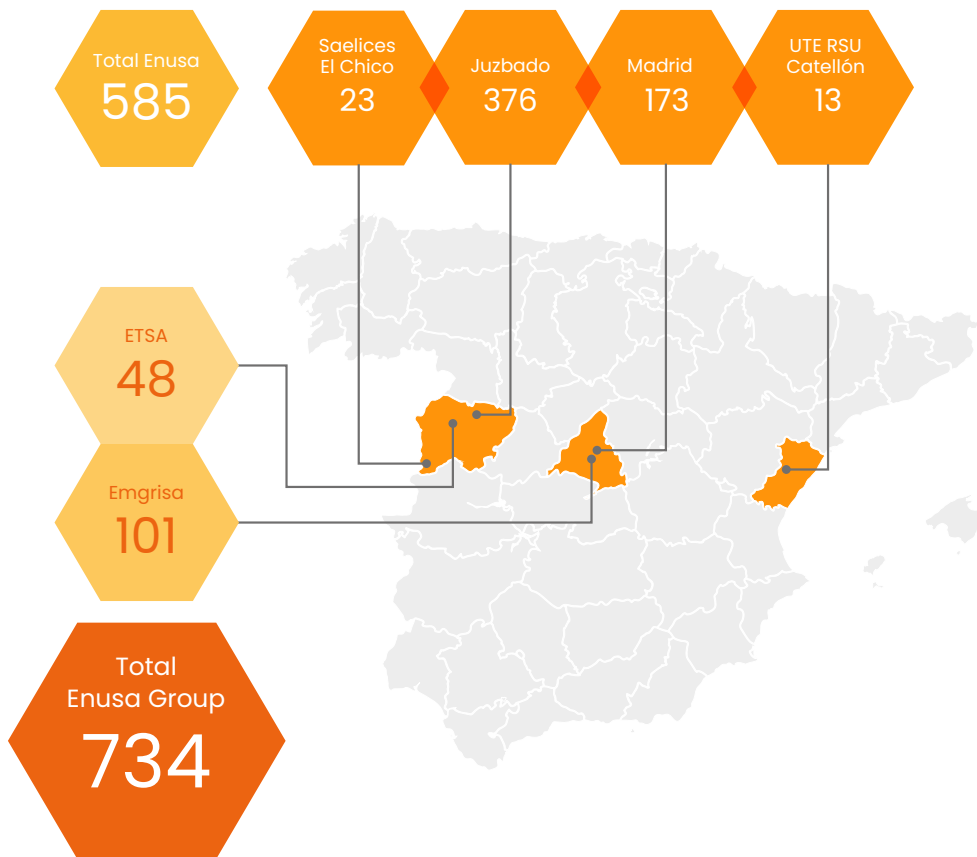 Total Enusa
585
Saelices
El Chico
23
Juzbado
376
Madrid
173
UTE RSU
Catellón
13
ETSA
48
Emgrisa
101
Total
Enusa Group
734